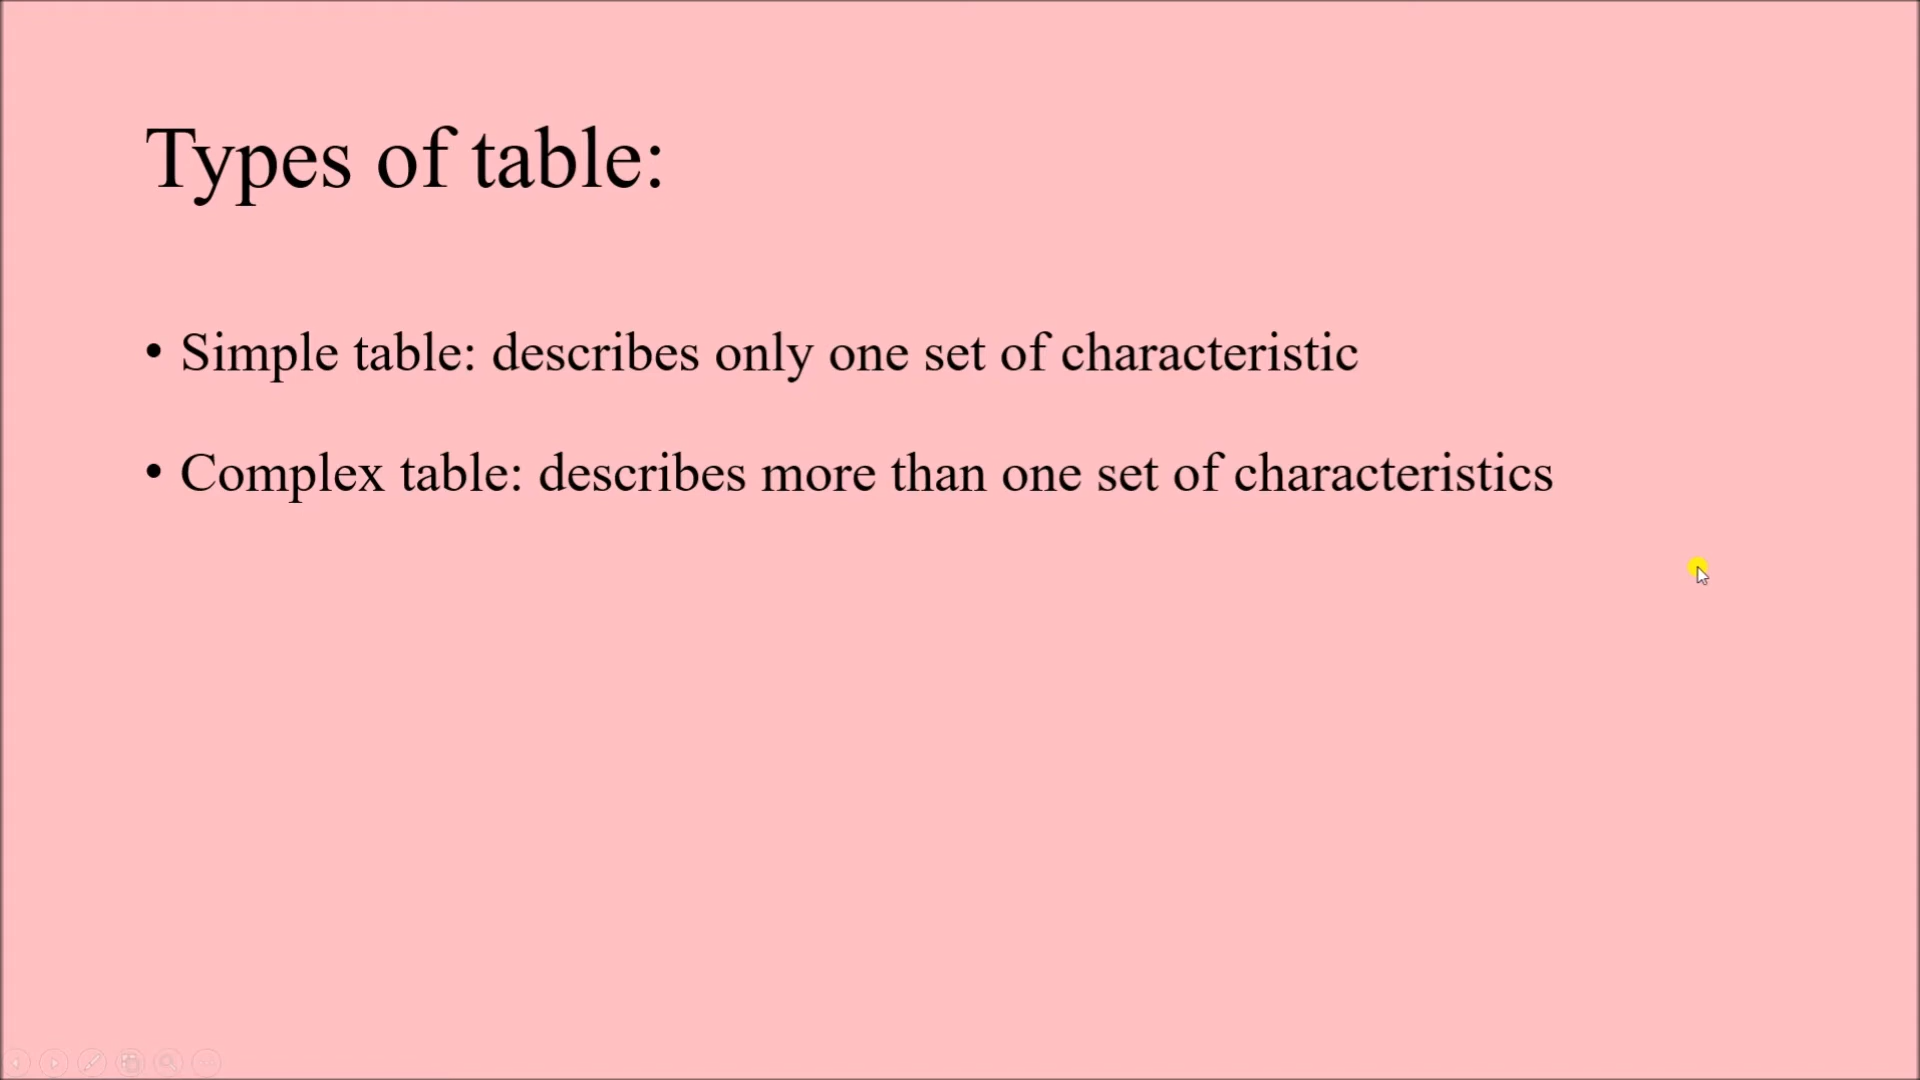 Types of table:
• Simple table: describes only one set of characteristic
• Complex table: describes more than one set of characteristics